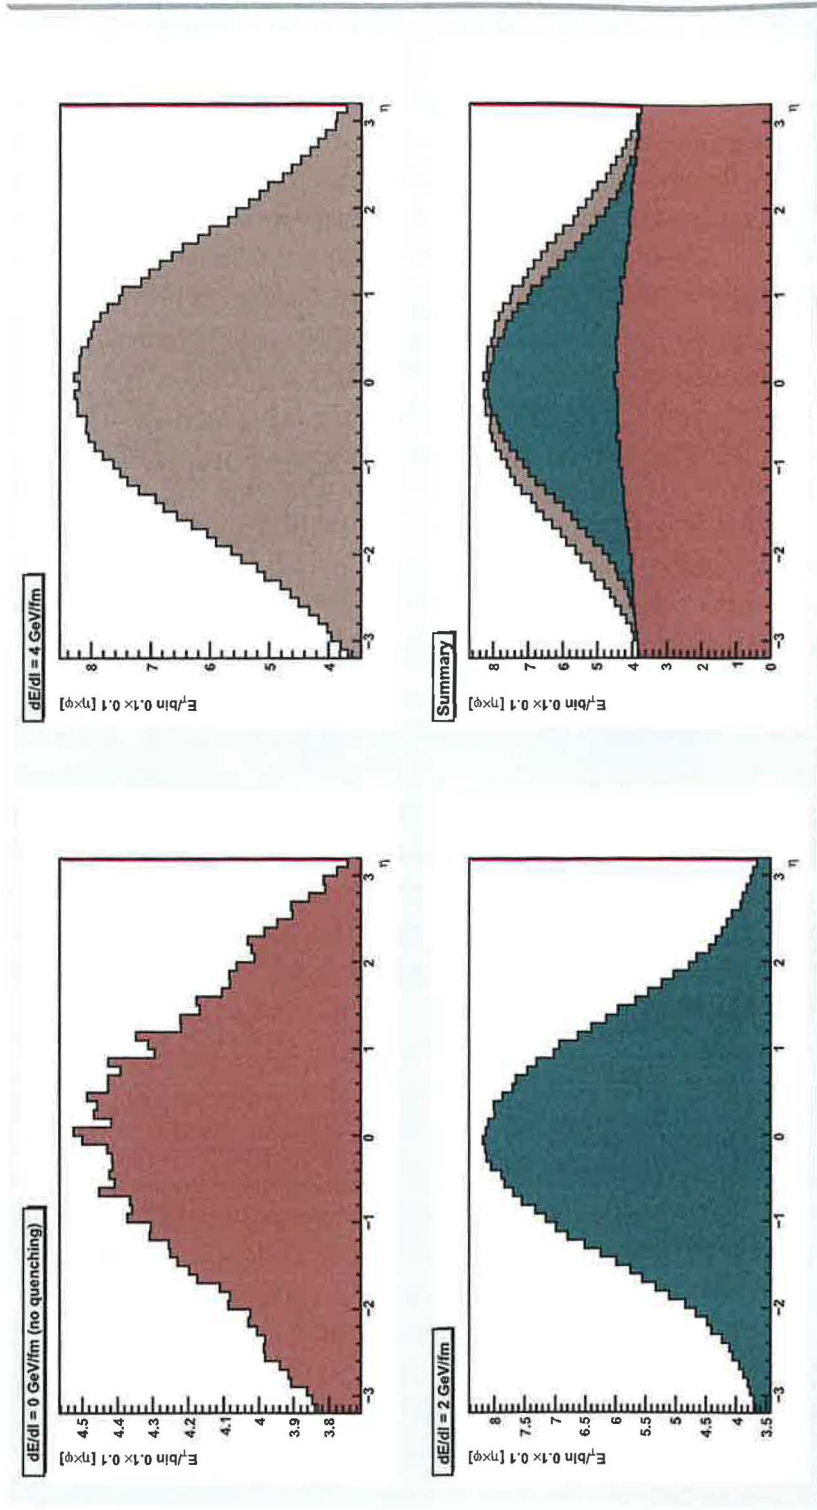 dE/dl = 0 GeV/fm (no quenching)
E_T/bin 0.1× 0.1 [η×φ]
4.5
4.4
4.3
4.2
4.1
4
3.9
3.8
-3 -2 -1 0 1 2 3
η
dE/dl = 4 GeV/fm
E_T/bin 0.1× 0.1 [η×φ]
8
7
6
5
4
-3 -2 -1 0 1 2 3
η
dE/dl = 2 GeV/fm
E_T/bin 0.1× 0.1 [η×φ]
8
7.5
7
6.5
6
5.5
5
4.5
4
3.5
-3 -2 -1 0 1 2 3
η
Summary
E_T/bin 0.1× 0.1 [η×φ]
8
7
6
5
4
3
2
1
0
-3 -2 -1 0 1 2 3
η